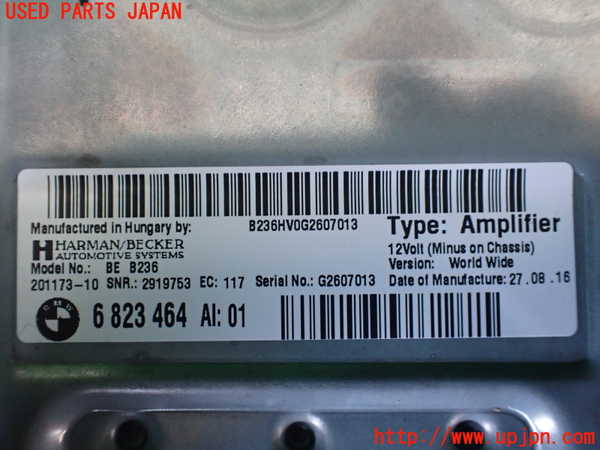 USED PARTS JAPAN
Manufactured in Hungary by:
B236HV0G2607013
Type: Amplifier
HARMAN/BECKER
AUTOMOTIVE SYSTEMS
12Volt (Minus on Chassis)
Model No.: BE B236
Version: World Wide
201173-10 SNR.: 2919753 EC: 117 Serial No.: G2607013 Date of Manufacture: 27.08.16
BMW
6 823 464 AI: 01
http://www.upjpn.com/